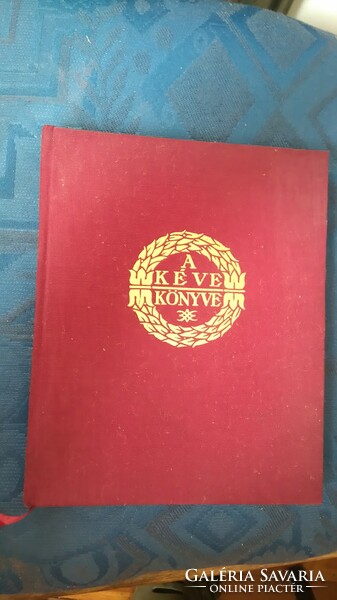 A
KÉVE
KÖNYVE
GALÉRIA SAVARIA
ONLINE PIACTÉR